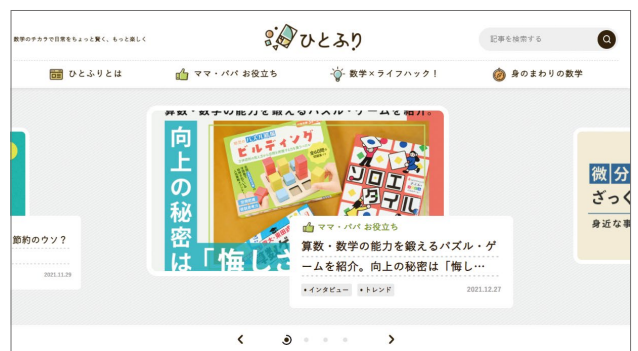 数学のチカラで日常をちょっと賢く、もっと楽しく
ひとふり
記事を検索する
ひとふりとは
ママ・パパ お役立ち
数学×ライフハック！
身のまわりの数学
節約のウソ？
2021.11.29
算数・数学の能力を鍛えるパズル・ゲームを紹介。
向上の秘密は
「悔しさ
ビルディング
ソロエ
タイル
ママ・パパ お役立ち
算数・数学の能力を鍛えるパズル・ゲ
ームを紹介。向上の秘密は「悔し…
•インタビュー
•トレンド
2021.12.27
微分
ざっく
身近な事